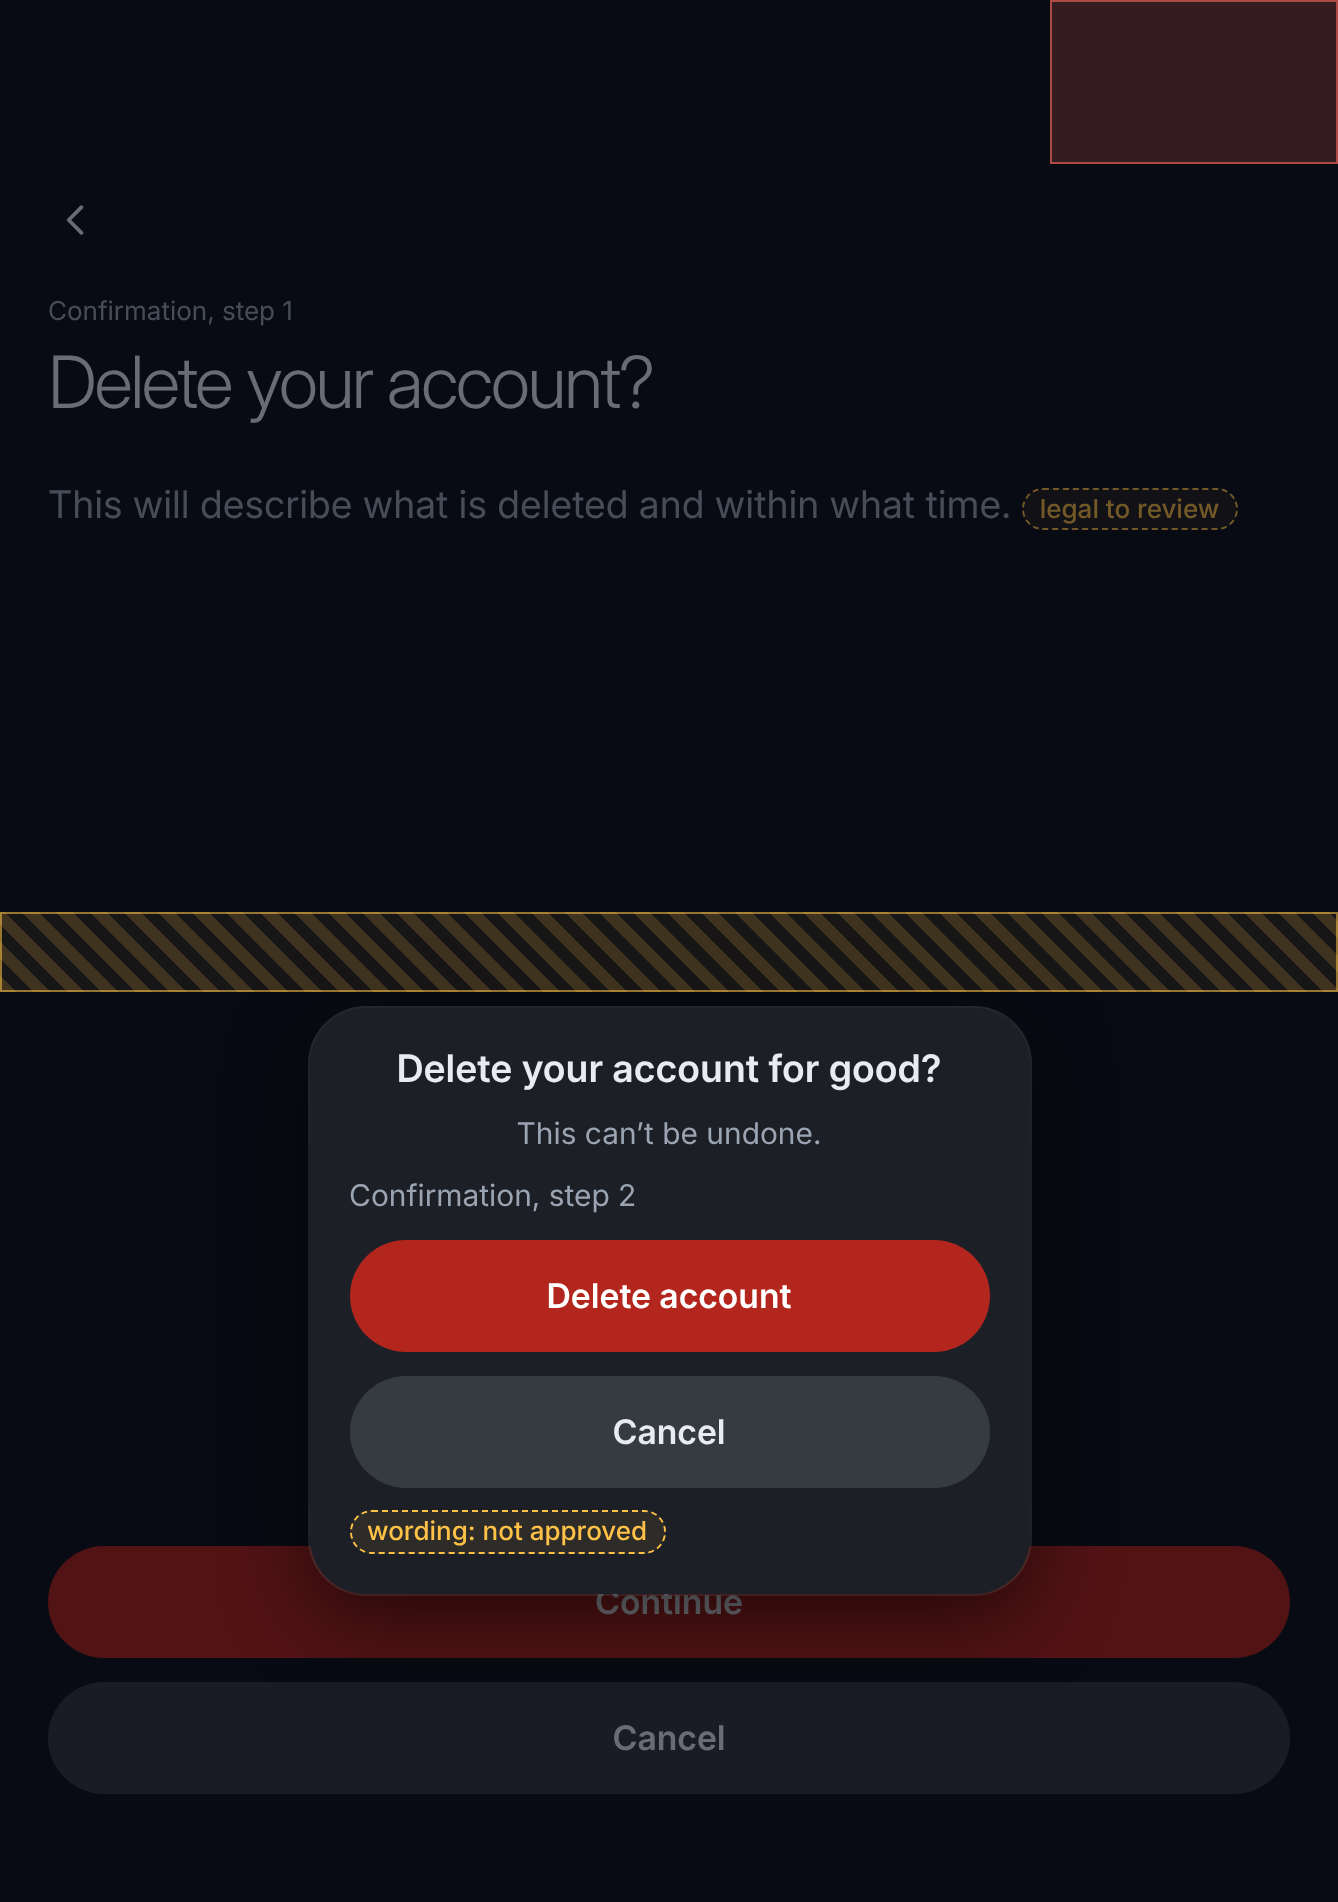 Confirmation, step 1
Delete your account?
This will describe what is deleted and within what time. legal to review
Delete your account for good?
This can’t be undone.
Confirmation, step 2
Delete account
Cancel
wording: not approved
Continue
Cancel